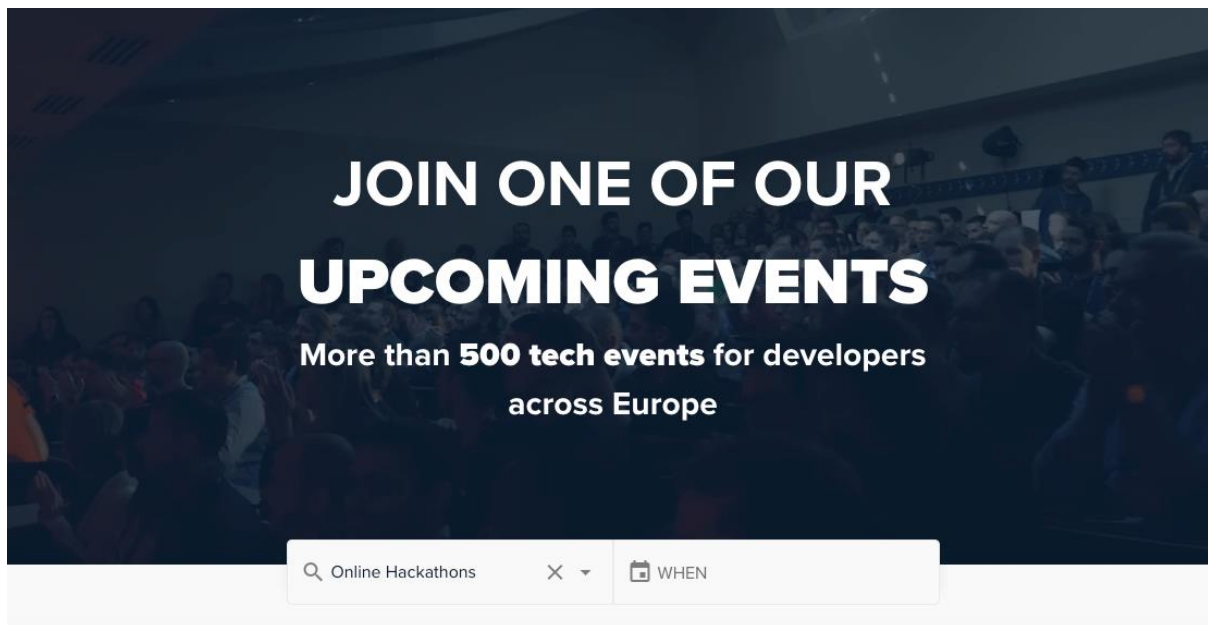 JOIN ONE OF OUR
UPCOMING EVENTS
More than 500 tech events for developers
across Europe
Online Hackathons
WHEN